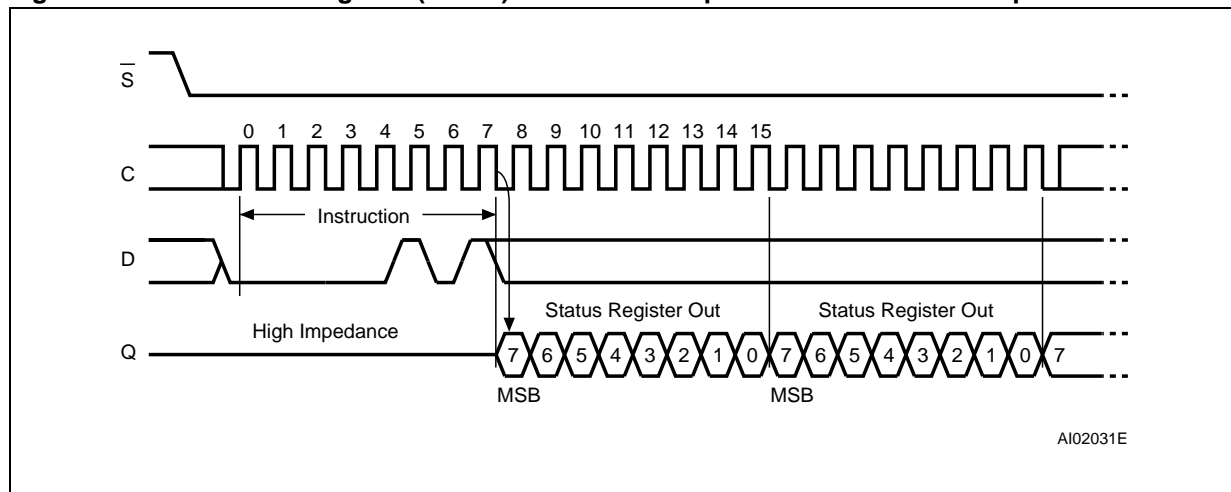 S
0 1 2 3 4 5 6 7 8 9 10 11 12 13 14 15
C
Instruction
D
Status Register Out Status Register Out
High Impedance
Q 7 6 5 4 3 2 1 0 7 6 5 4 3 2 1 0 7
MSB MSB
AI02031E